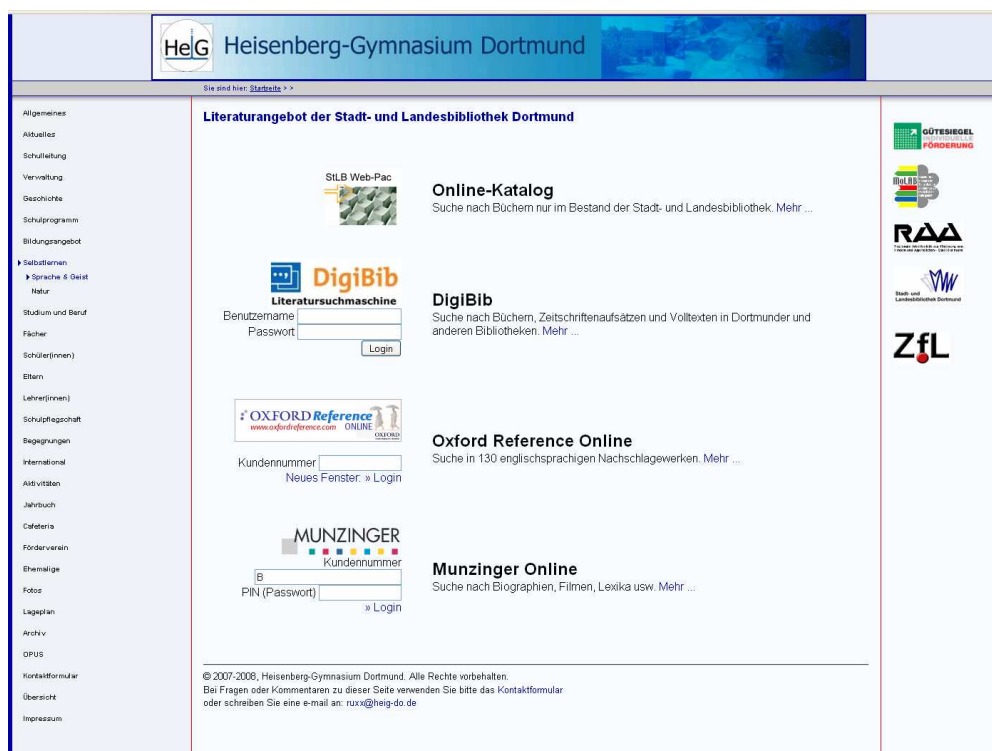 HeiG Heisenberg-Gymnasium Dortmund
Sie sind hier: Startseite > >
Allgemeines
Aktuelles
Schulleitung
Verwaltung
Geschichte
Schulprogramm
Bildungsangebot
Selbstlernen
Sprache & Geist
Natur
Studium und Beruf
Fächer
Schüler(innen)
Eltern
Lehrer(innen)
Schulpflegschaft
Begegnungen
International
Aktivitäten
Jahrbuch
Cafeteria
Förderverein
Ehemalige
Fotos
Lageplan
Archiv
OPUS
Kontaktformular
Übersicht
Impressum
Literaturangebot der Stadt- und Landesbibliothek Dortmund
StLB Web-Pac
Online-Katalog
Suche nach Büchern nur im Bestand der Stadt- und Landesbibliothek. Mehr ...
DigiBib
Literatursuchmaschine
Benutzername
Passwort
Login
DigiBib
Suche nach Büchern, Zeitschriftenaufsätzen und Volltexten in Dortmunder und
anderen Bibliotheken. Mehr ...
OXFORD Reference
www.oxfordreference.com ONLINE
OXFORD
Kundennummer
Neues Fenster: » Login
Oxford Reference Online
Suche in 130 englischsprachigen Nachschlagewerken. Mehr ...
MUNZINGER
Kundennummer
B
PIN (Passwort)
» Login
Munzinger Online
Suche nach Biographien, Filmen, Lexika usw. Mehr ...
© 2007-2008, Heisenberg-Gymnasium Dortmund. Alle Rechte vorbehalten.
Bei Fragen oder Kommentaren zu dieser Seite verwenden Sie bitte das Kontaktformular
oder schreiben Sie eine e-mail an: ruxx@heig-do.de
GÜTESIEGEL
INDIVIDUELLE
FÖRDERUNG
MoLAB
RAA
Stadt- und
Landesbibliothek Dortmund
ZfL